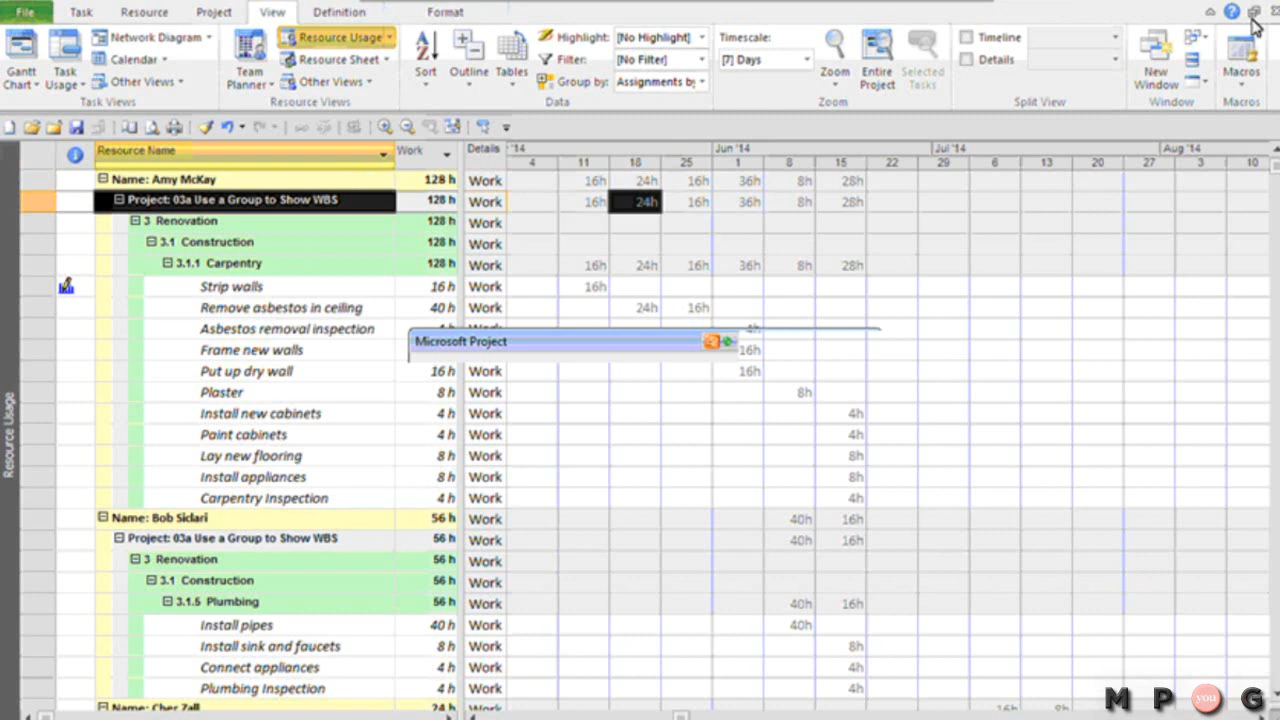 File Task Resource Project View Definition Format
Network Diagram Resource Usage Highlight: [No Highlight] Timescale: Timeline
Calendar Resource Sheet Filter: [No Filter] [7] Days Details
Gantt Chart Task Usage Other Views Team Planner Other Views Sort Outline Tables Group by: Assignments by Zoom Entire Project Selected Tasks New Window Macros
Task Views Resource Views Data Zoom Split View Window Macros
Resource Name Work Details '14 Jun '14 Jul '14 Aug '14
4 11 18 25 1 8 15 22 29 6 13 20 27 3 10
Name: Amy McKay 128 h Work 16h 24h 16h 36h 8h 28h
Project: 03a Use a Group to Show WBS 128 h Work 16h 24h 16h 36h 8h 28h
3 Renovation 128 h Work
3.1 Construction 128 h Work
3.1.1 Carpentry 128 h Work 16h 24h 16h 36h 8h 28h
Strip walls 16 h Work 16h
Remove asbestos in ceiling 40 h Work 24h 16h
Asbestos removal inspection
Microsoft Project
Frame new walls 16h
Put up dry wall 16 h Work 16h
Plaster 8 h Work 8h
Install new cabinets 4 h Work 4h
Paint cabinets 4 h Work 4h
Lay new flooring 8 h Work 8h
Install appliances 8 h Work 8h
Carpentry Inspection 4 h Work 4h
Name: Bob Siclari 56 h Work 40h 16h
Project: 03a Use a Group to Show WBS 56 h Work 40h 16h
3 Renovation 56 h Work
3.1 Construction 56 h Work
3.1.5 Plumbing 56 h Work 40h 16h
Install pipes 40 h Work 40h
Install sink and faucets 8 h Work 8h
Connect appliances 4 h Work 4h
Plumbing Inspection 4 h Work 4h
Name: Cher Zall 24 h Work 16h 8h
Resource Usage
M P you G